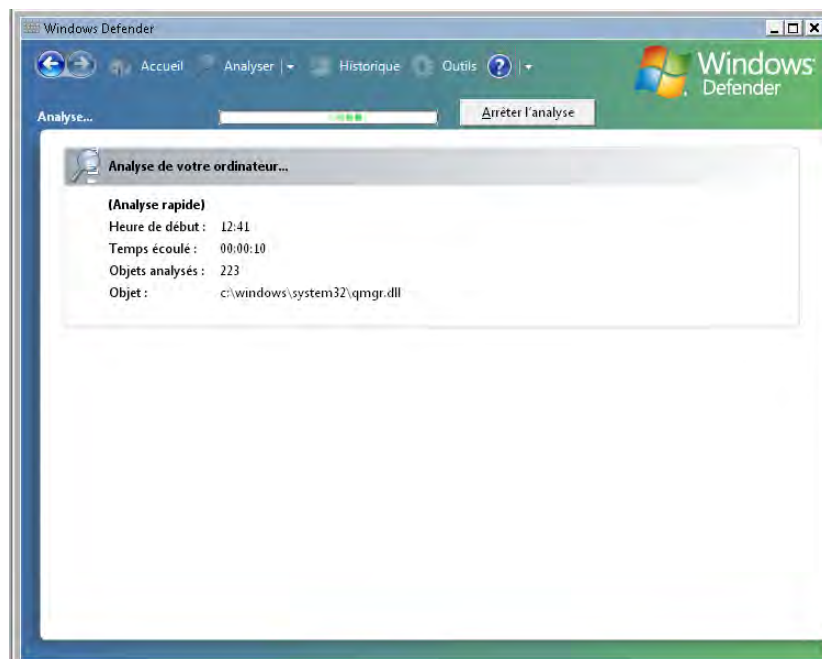 Windows Defender
Accueil Analyser Historique Outils ?
Windows
Defender
Analyse... Arrêter l'analyse
Analyse de votre ordinateur...
(Analyse rapide)
Heure de début : 12:41
Temps écoulé : 00:00:10
Objets analysés : 223
Objet : c:\windows\system32\qmgr.dll